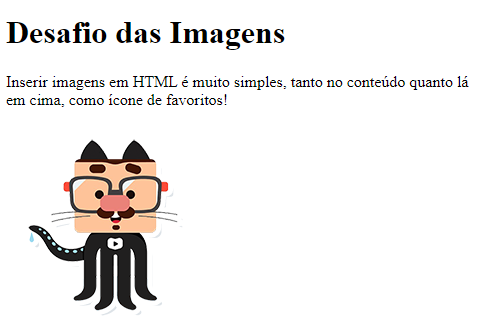 Desafio das Imagens
Inserir imagens em HTML é muito simples, tanto no conteúdo quanto lá
em cima, como ícone de favoritos!